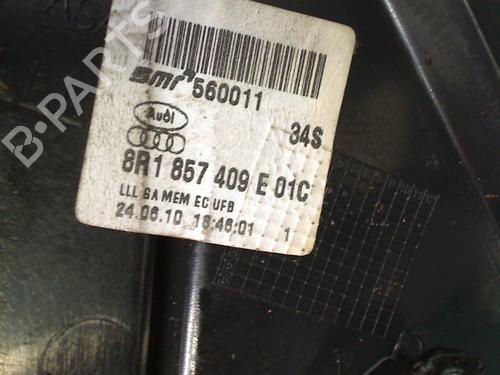 SMR 560011
34S
Audi
8R1 857 409 E 01C
LLL GA MEM EC UFB
24.06.10 18:46:01 1
B-PARTS